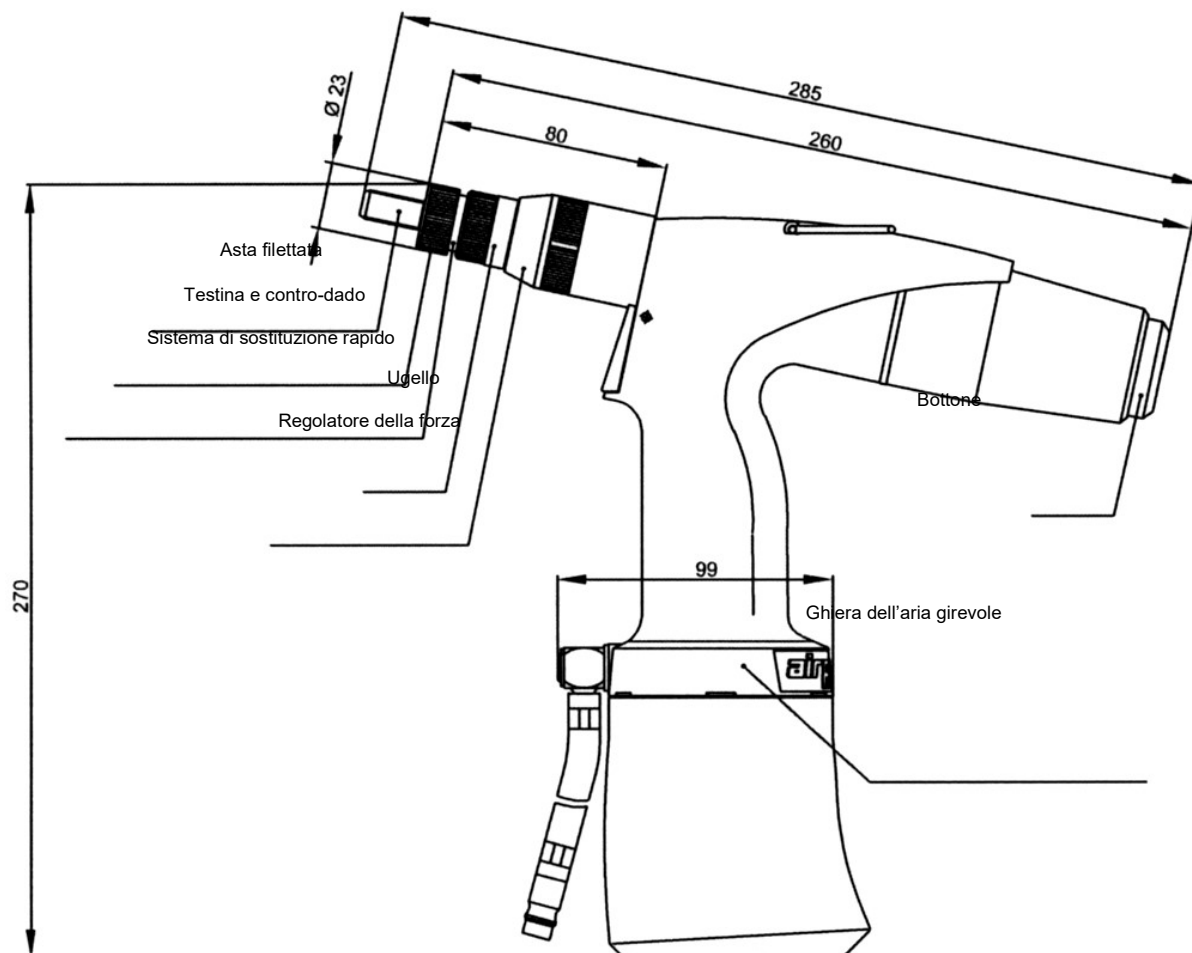 285
Ø 23
260
80
Asta filettata
Testina e contro-dado
Sistema di sostituzione rapido
Ugello
Bottone
Regolatore della forza
99
270
Ghiera dell’aria girevole
air